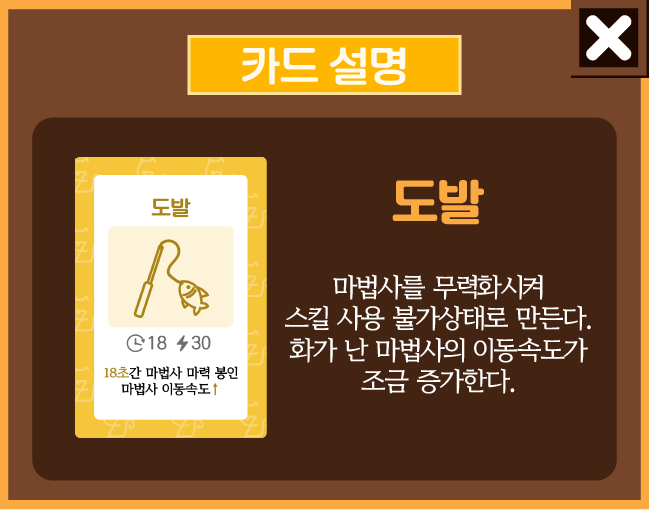 카드 설명
도발
18 30
18초간 마법사 마력 봉인
마법사 이동속도↑
도발
마법사를 무력화시켜
스킬 사용 불가상태로 만든다.
화가 난 마법사의 이동속도가
조금 증가한다.